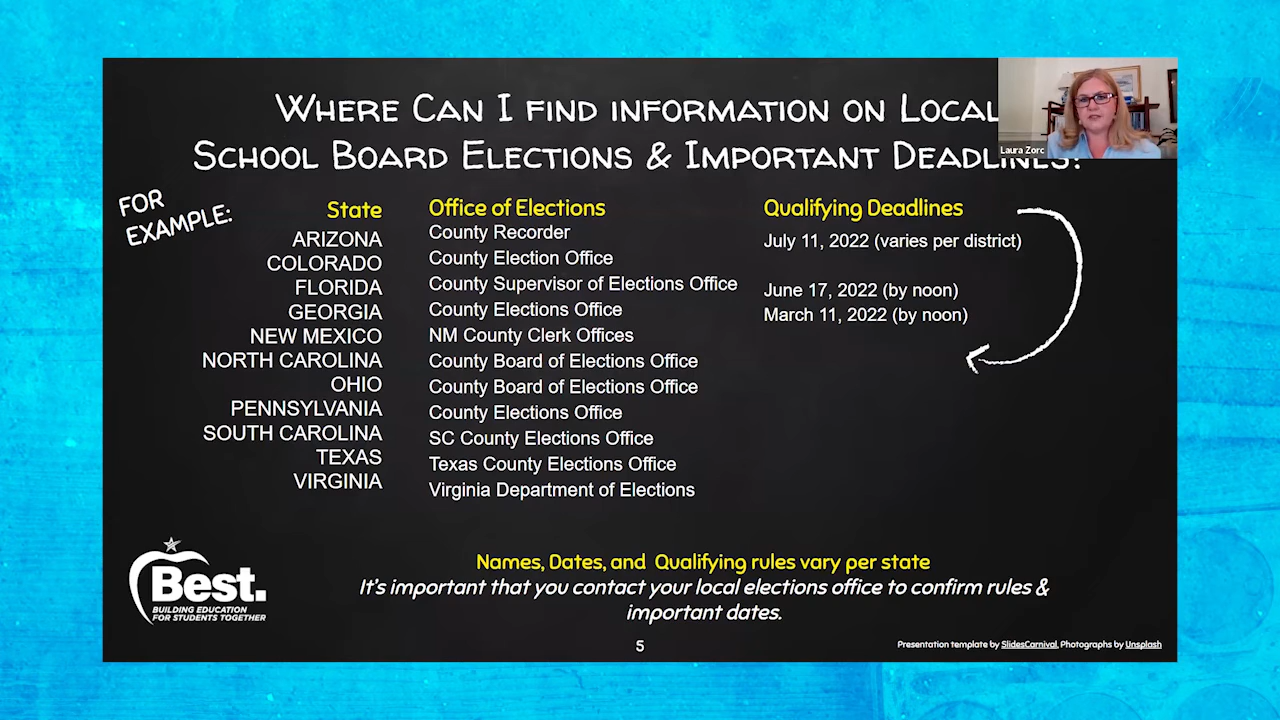 Where Can I find information on Local
School Board Elections & Important Deadlines?
Laura Zorc
FOR
EXAMPLE:
State
ARIZONA
COLORADO
FLORIDA
GEORGIA
NEW MEXICO
NORTH CAROLINA
OHIO
PENNSYLVANIA
SOUTH CAROLINA
TEXAS
VIRGINIA
Office of Elections
County Recorder
County Election Office
County Supervisor of Elections Office
County Elections Office
NM County Clerk Offices
County Board of Elections Office
County Board of Elections Office
County Elections Office
SC County Elections Office
Texas County Elections Office
Virginia Department of Elections
Qualifying Deadlines
July 11, 2022 (varies per district)
June 17, 2022 (by noon)
March 11, 2022 (by noon)
Names, Dates, and Qualifying rules vary per state
It's important that you contact your local elections office to confirm rules &
important dates.
Best.
BUILDING EDUCATION
FOR STUDENTS TOGETHER
5
Presentation template by SlidesCarnival, Photographs by Unsplash